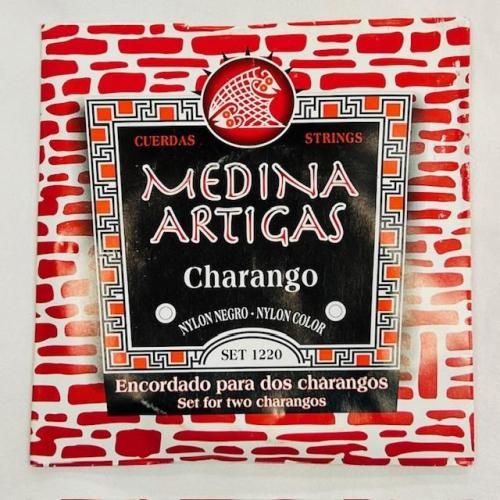 CUERDAS STRINGS
MEDINA
ARTIGAS
Charango
NYLON NEGRO • NYLON COLOR
SET 1220
Encordado para dos charangos
Set for two charangos